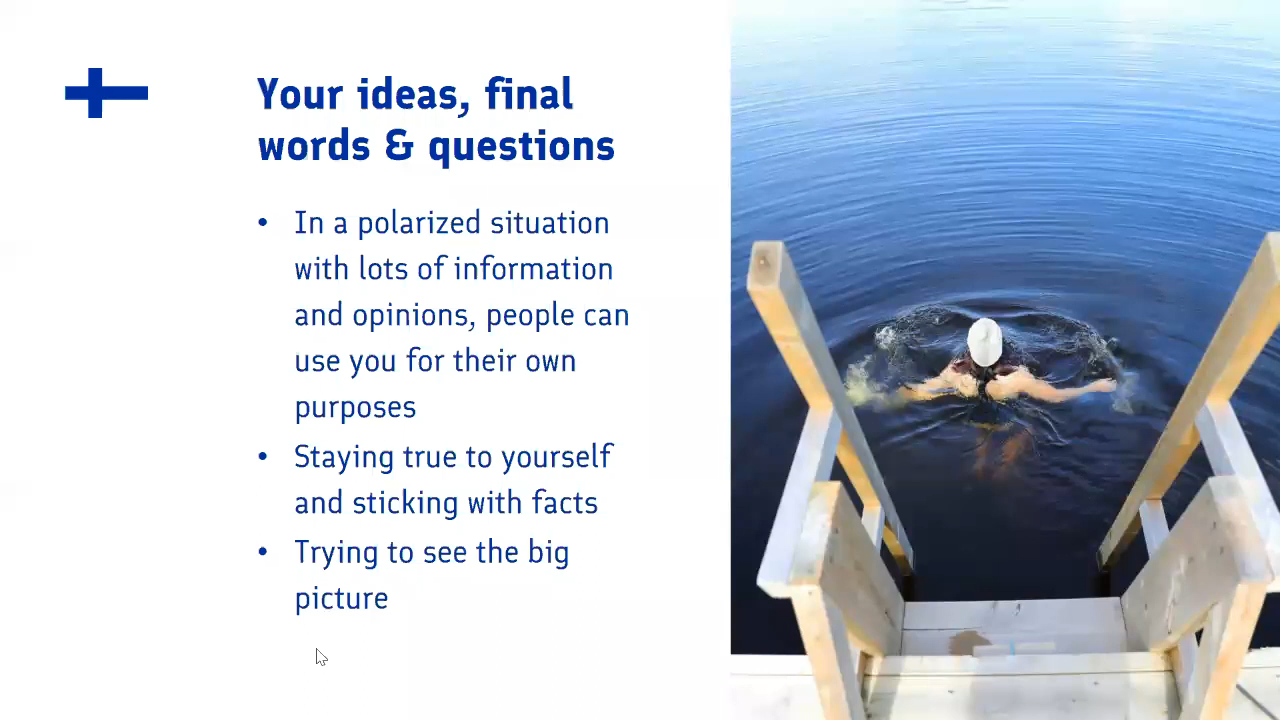 Your ideas, final
words & questions
• In a polarized situation
with lots of information
and opinions, people can
use you for their own
purposes
• Staying true to yourself
and sticking with facts
• Trying to see the big
picture